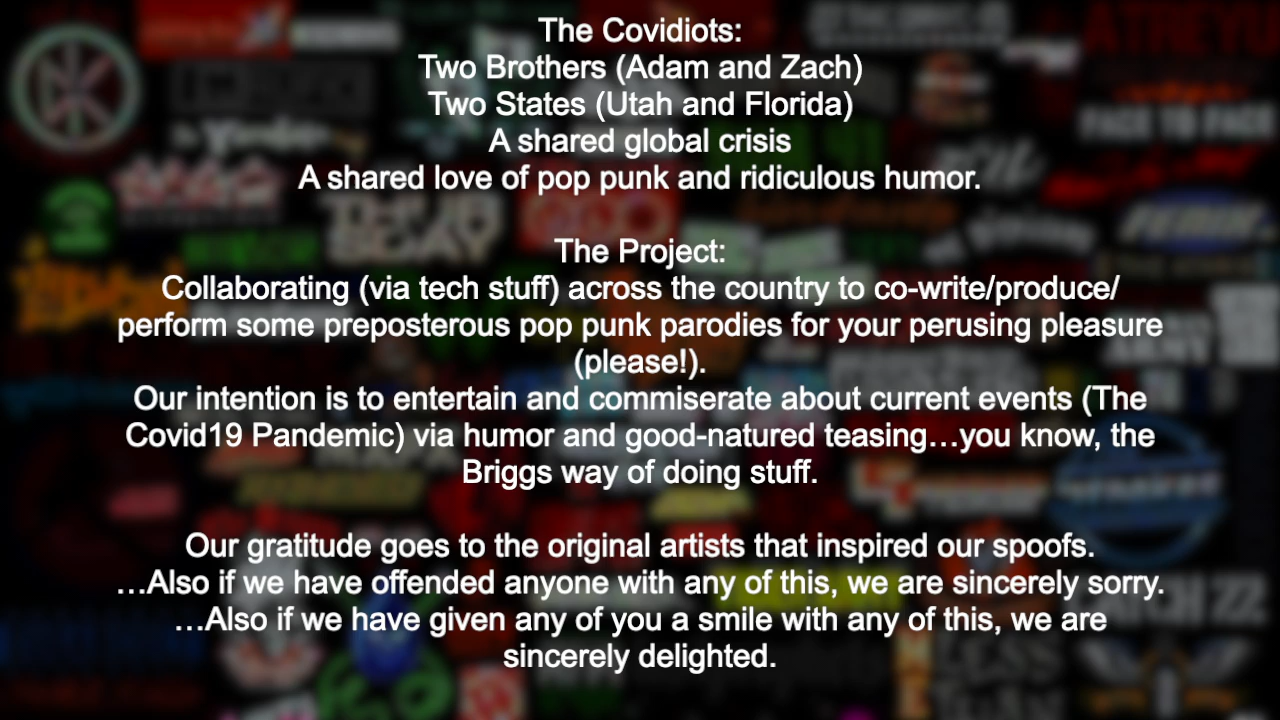 The Covidiots:
Two Brothers (Adam and Zach)
Two States (Utah and Florida)
A shared global crisis
A shared love of pop punk and ridiculous humor.
The Project:
Collaborating (via tech stuff) across the country to co-write/produce/
perform some preposterous pop punk parodies for your perusing pleasure
(please!).
Our intention is to entertain and commiserate about current events (The
Covid19 Pandemic) via humor and good-natured teasing…you know, the
Briggs way of doing stuff.
Our gratitude goes to the original artists that inspired our spoofs.
…Also if we have offended anyone with any of this, we are sincerely sorry.
…Also if we have given any of you a smile with any of this, we are
sincerely delighted.
ATREYU
FACE TO FACE